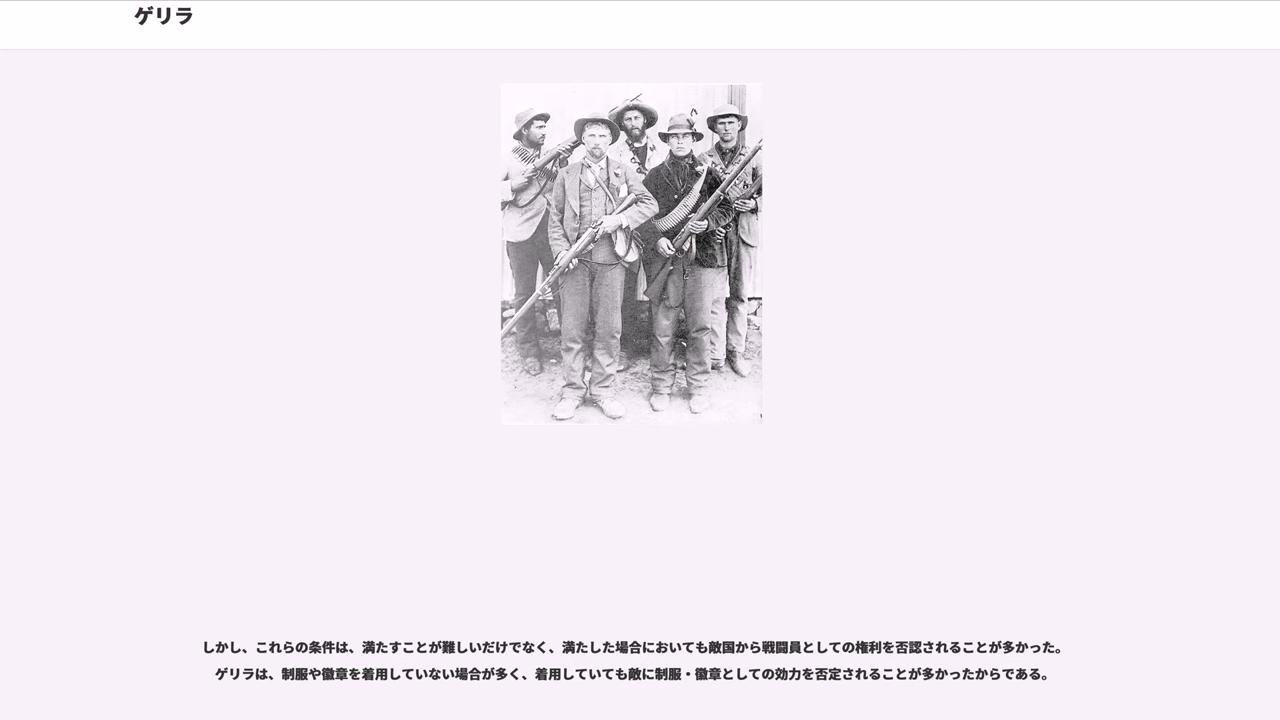 ゲリラ
しかし、これらの条件は、満たすことが難しいだけでなく、満たした場合においても敵国から戦闘員としての権利を否認されることが多かった。
ゲリラは、制服や徽章を着用していない場合が多く、着用していても敵に制服・徽章としての効力を否定されることが多かったからである。